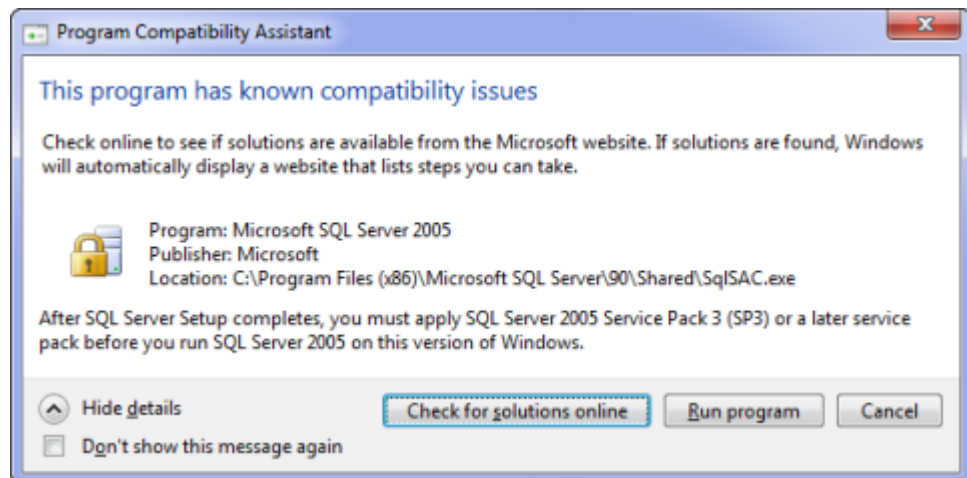 Program Compatibility Assistant
This program has known compatibility issues
Check online to see if solutions are available from the Microsoft website. If solutions are found, Windows
will automatically display a website that lists steps you can take.
Program: Microsoft SQL Server 2005
Publisher: Microsoft
Location: C:\Program Files (x86)\Microsoft SQL Server\90\Shared\SqlSAC.exe
After SQL Server Setup completes, you must apply SQL Server 2005 Service Pack 3 (SP3) or a later service
pack before you run SQL Server 2005 on this version of Windows.
Hide details Check for solutions online Run program Cancel
Don't show this message again